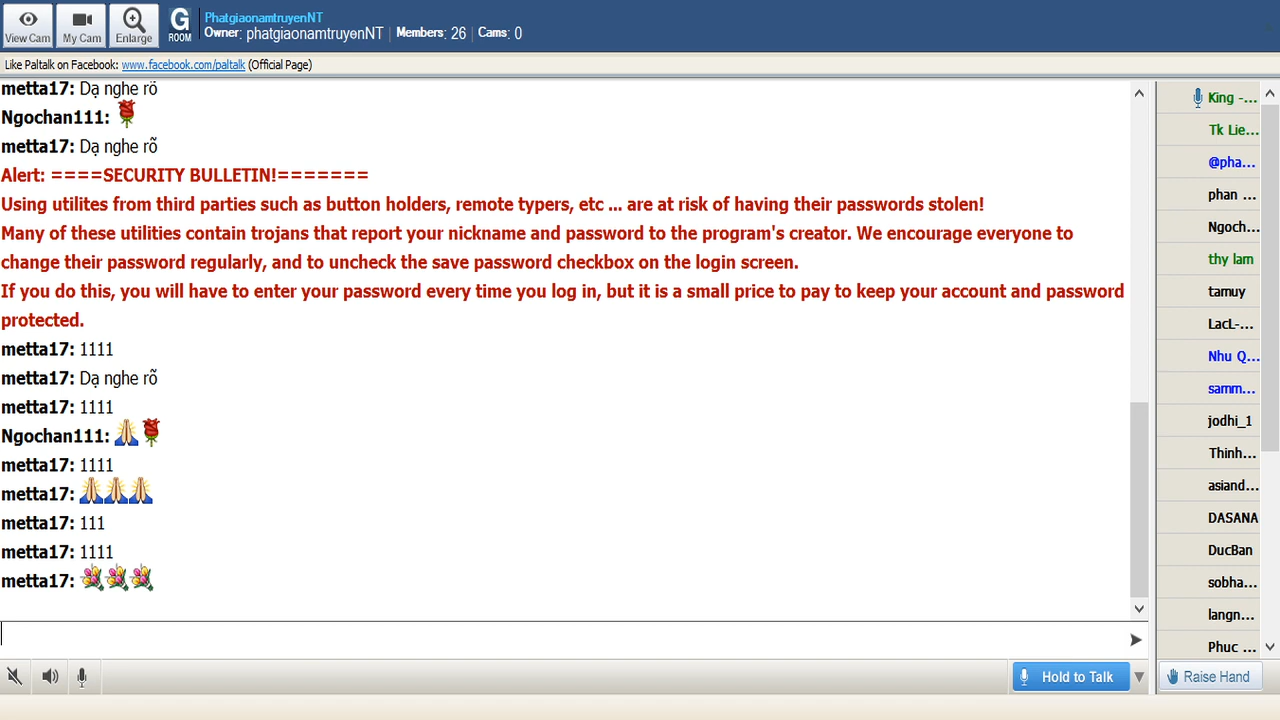 View Cam
My Cam
Enlarge
G
ROOM
PhatgiaonamtruyenNT
Owner: phatgiaonamtruyenNT | Members: 26 | Cams: 0
Like Paltalk on Facebook: www.facebook.com/paltalk (Official Page)
metta17: Dạ nghe rõ
Ngochan111:
metta17: Dạ nghe rõ
Alert: ====SECURITY BULLETIN!=======
Using utilites from third parties such as button holders, remote typers, etc ... are at risk of having their passwords stolen!
Many of these utilities contain trojans that report your nickname and password to the program's creator. We encourage everyone to
change their password regularly, and to uncheck the save password checkbox on the login screen.
If you do this, you will have to enter your password every time you log in, but it is a small price to pay to keep your account and password
protected.
metta17: 1111
metta17: Dạ nghe rõ
metta17: 1111
Ngochan111: 🙏🌹
metta17: 1111
metta17: 🙏🙏🙏
metta17: 111
metta17: 1111
metta17: 💐💐💐
King -...
Tk Lie...
@pha...
phan ...
Ngoch...
thy lam
tamuy
LacL-...
Nhu Q...
samm...
jodhi_1
Thinh...
asiand...
DASANA
DucBan
sobha...
langn...
Phuc ...
Hold to Talk
Raise Hand